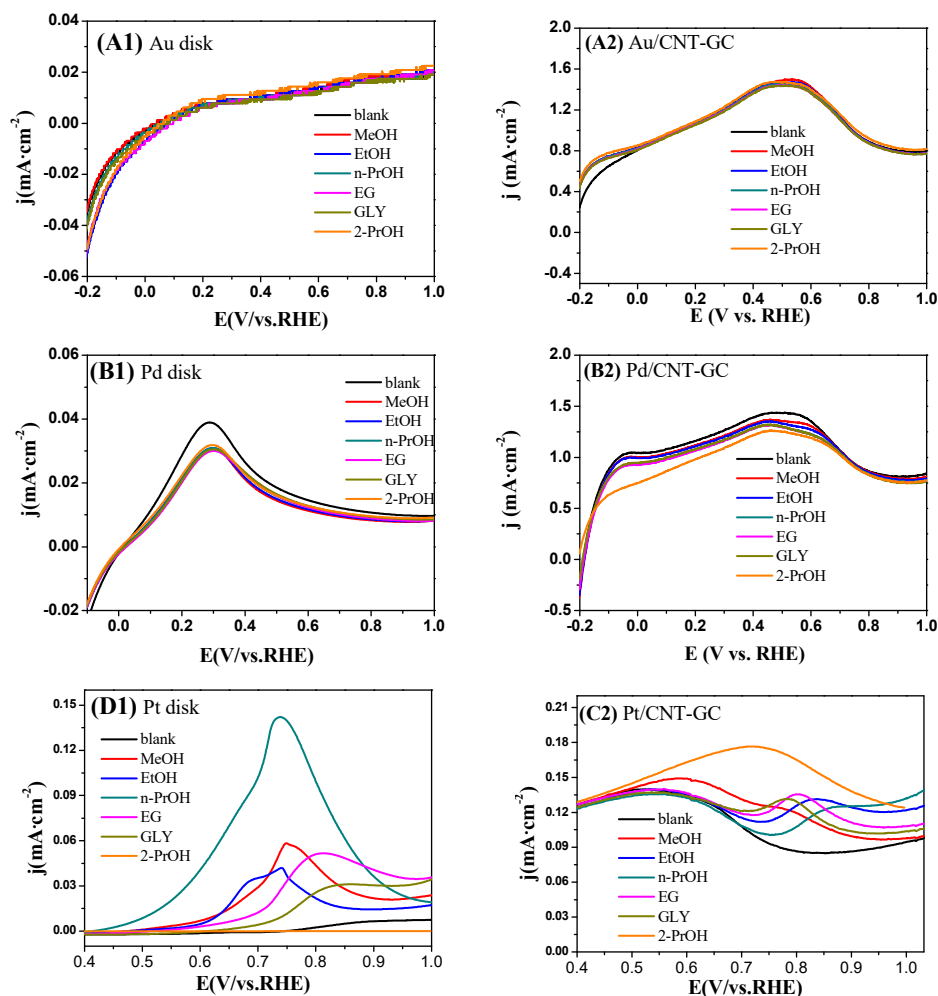 (A1) Au disk
0.04
0.02
0.00
-0.02
-0.04
-0.06
j(mA·cm-2)
blank
MeOH
EtOH
n-PrOH
EG
GLY
2-PrOH
-0.2 0.0 0.2 0.4 0.6 0.8 1.0
E(V/vs.RHE)
(A2) Au/CNT-GC
2.0
1.6
1.2
0.8
0.4
0.0
-0.4
j (mA·cm-2)
blank
MeOH
EtOH
n-PrOH
EG
GLY
2-PrOH
-0.2 0.0 0.2 0.4 0.6 0.8 1.0
E (V vs. RHE)
(B1) Pd disk
0.06
0.04
0.02
0.00
-0.02
j(mA·cm-2)
blank
MeOH
EtOH
n-PrOH
EG
GLY
2-PrOH
0.0 0.2 0.4 0.6 0.8 1.0
E(V/vs.RHE)
(B2) Pd/CNT-GC
2.0
1.5
1.0
0.5
0.0
-0.5
j (mA·cm-2)
blank
MeOH
EtOH
n-PrOH
EG
GLY
2-PrOH
-0.2 0.0 0.2 0.4 0.6 0.8 1.0
E (V vs. RHE)
(D1) Pt disk
0.15
0.12
0.09
0.06
0.03
0.00
j(mA·cm-2)
blank
MeOH
EtOH
n-PrOH
EG
GLY
2-PrOH
0.4 0.5 0.6 0.7 0.8 0.9 1.0
E(V/vs.RHE)
(C2) Pt/CNT-GC
0.21
0.18
0.15
0.12
0.09
0.06
0.03
0.00
j(mA·cm-2)
blank
MeOH
EtOH
n-PrOH
EG
GLY
2-PrOH
0.4 0.5 0.6 0.7 0.8 0.9 1.0
E(V/vs.RHE)